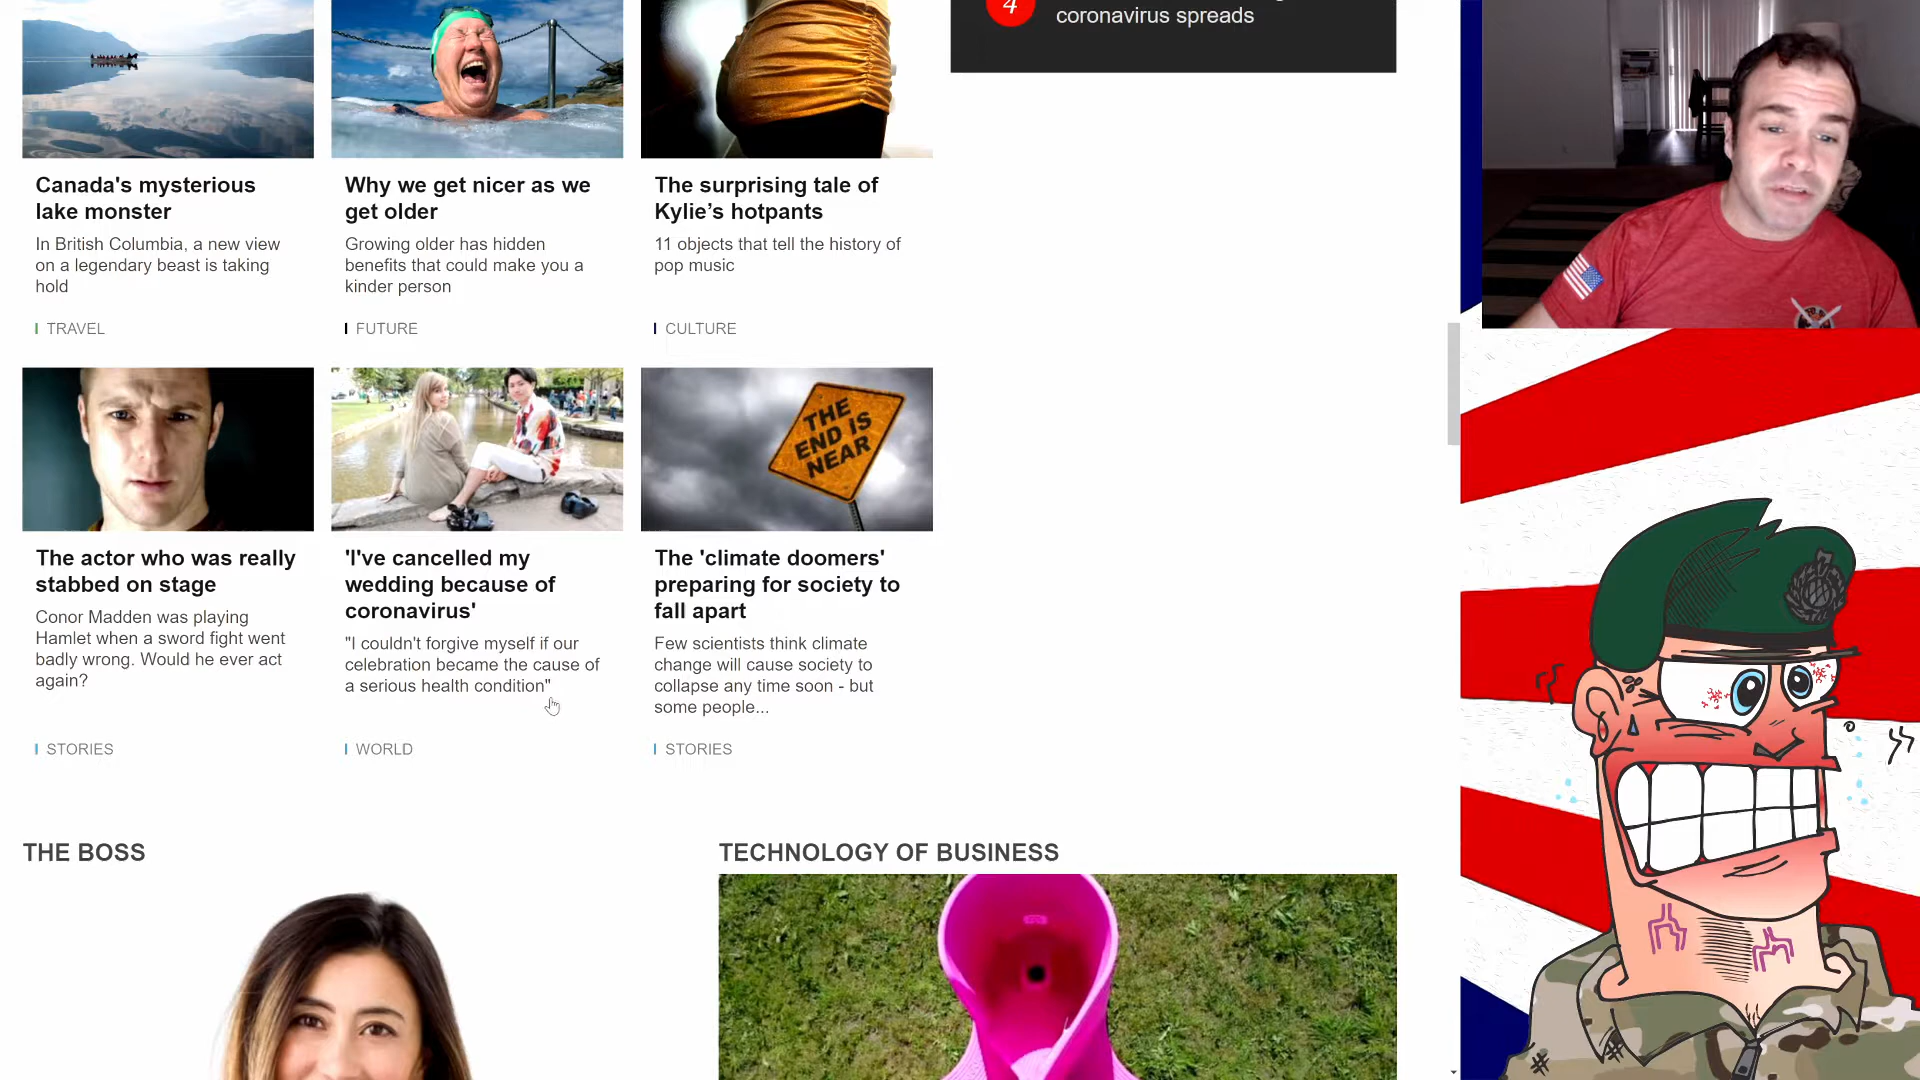 4
coronavirus spreads
Canada's mysterious
lake monster
In British Columbia, a new view
on a legendary beast is taking
hold
TRAVEL
Why we get nicer as we
get older
Growing older has hidden
benefits that could make you a
kinder person
FUTURE
The surprising tale of
Kylie’s hotpants
11 objects that tell the history of
pop music
CULTURE
THE
END IS
NEAR
The actor who was really
stabbed on stage
Conor Madden was playing
Hamlet when a sword fight went
badly wrong. Would he ever act
again?
STORIES
'I've cancelled my
wedding because of
coronavirus'
"I couldn't forgive myself if our
celebration became the cause of
a serious health condition"
WORLD
The 'climate doomers'
preparing for society to
fall apart
Few scientists think climate
change will cause society to
collapse any time soon - but
some people...
STORIES
THE BOSS
TECHNOLOGY OF BUSINESS